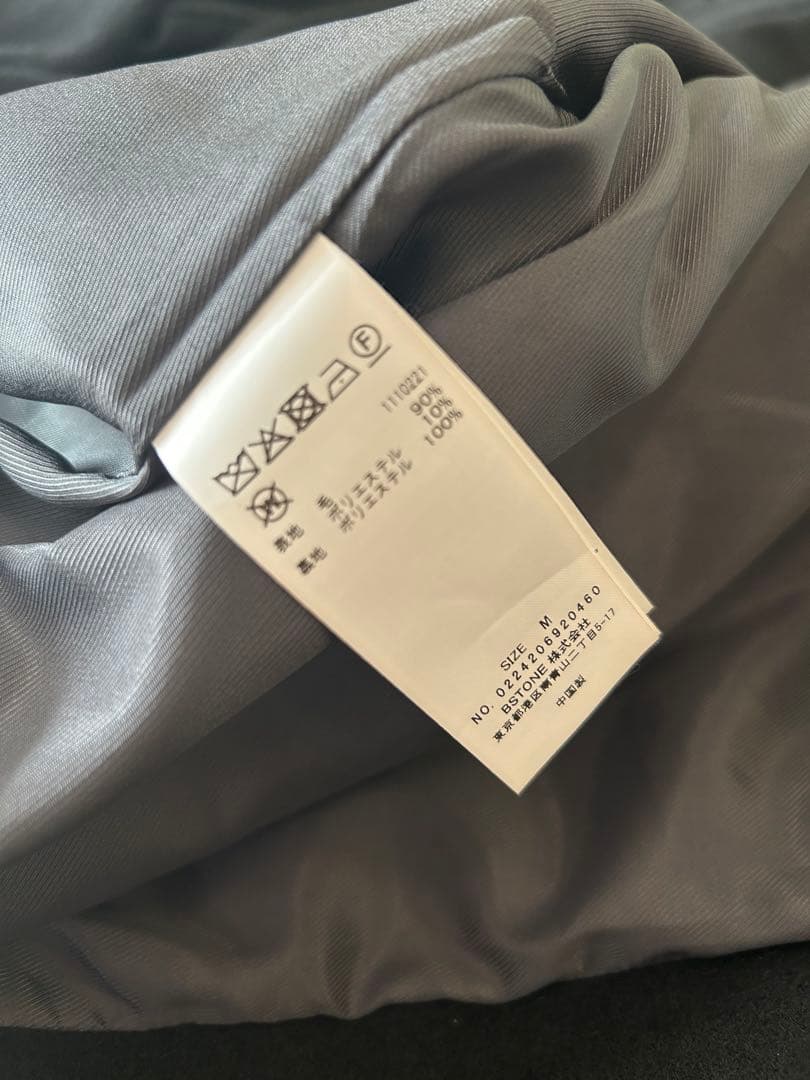 F
1110221
表地 毛 90%
ポリエステル 10%
裏地 ポリエステル 100%
SIZE M
NO. 0224206920460
BSTONE 株式会社
東京都港区南青山二丁目5-17
中国製